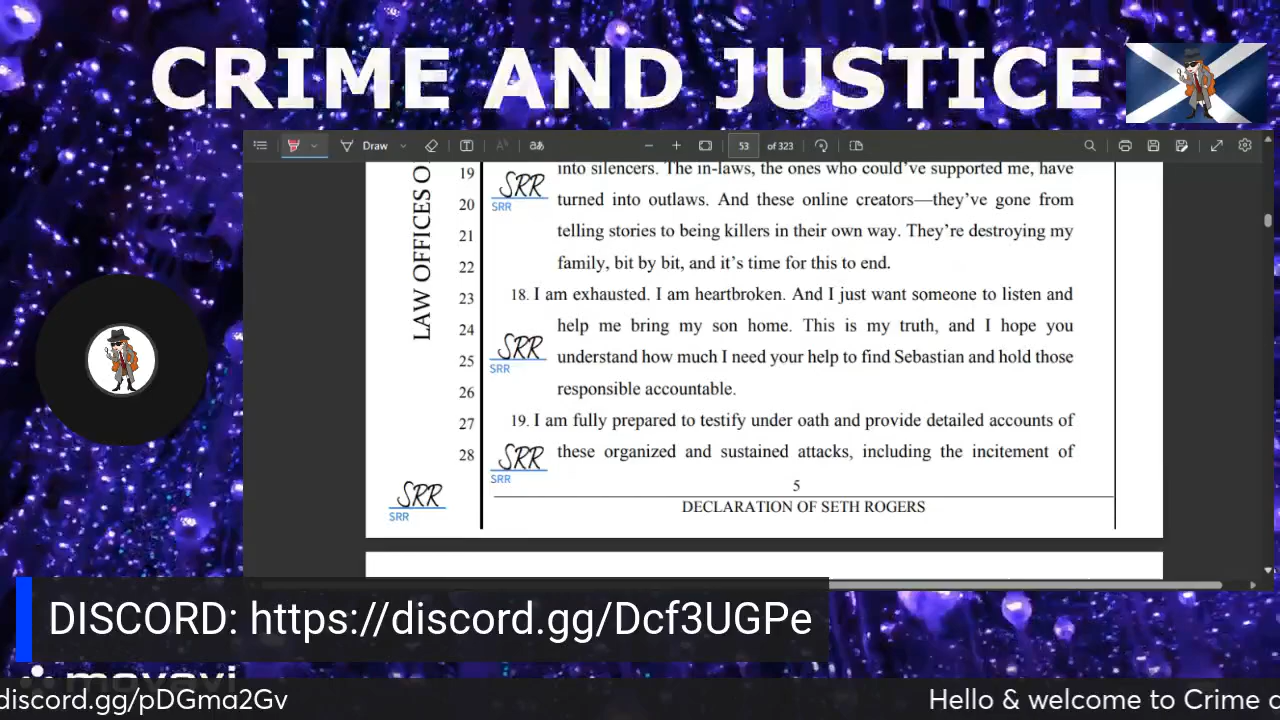 CRIME AND JUSTICE
Draw
53 of 323
LAW OFFICES O
19 into silencers. The in-laws, the ones who could've supported me, have
SRR
SRR
20 turned into outlaws. And these online creators—they've gone from
21 telling stories to being killers in their own way. They're destroying my
22 family, bit by bit, and it's time for this to end.
23 18. I am exhausted. I am heartbroken. And I just want someone to listen and
24 help me bring my son home. This is my truth, and I hope you
SRR
SRR
25 understand how much I need your help to find Sebastian and hold those
26 responsible accountable.
27 19. I am fully prepared to testify under oath and provide detailed accounts of
28 these organized and sustained attacks, including the incitement of
SRR
SRR
5
SRR
SRR
DECLARATION OF SETH ROGERS
DISCORD: https://discord.gg/Dcf3UGPe
movavi
discord.gg/pDGma2Gv
Hello & welcome to Crime